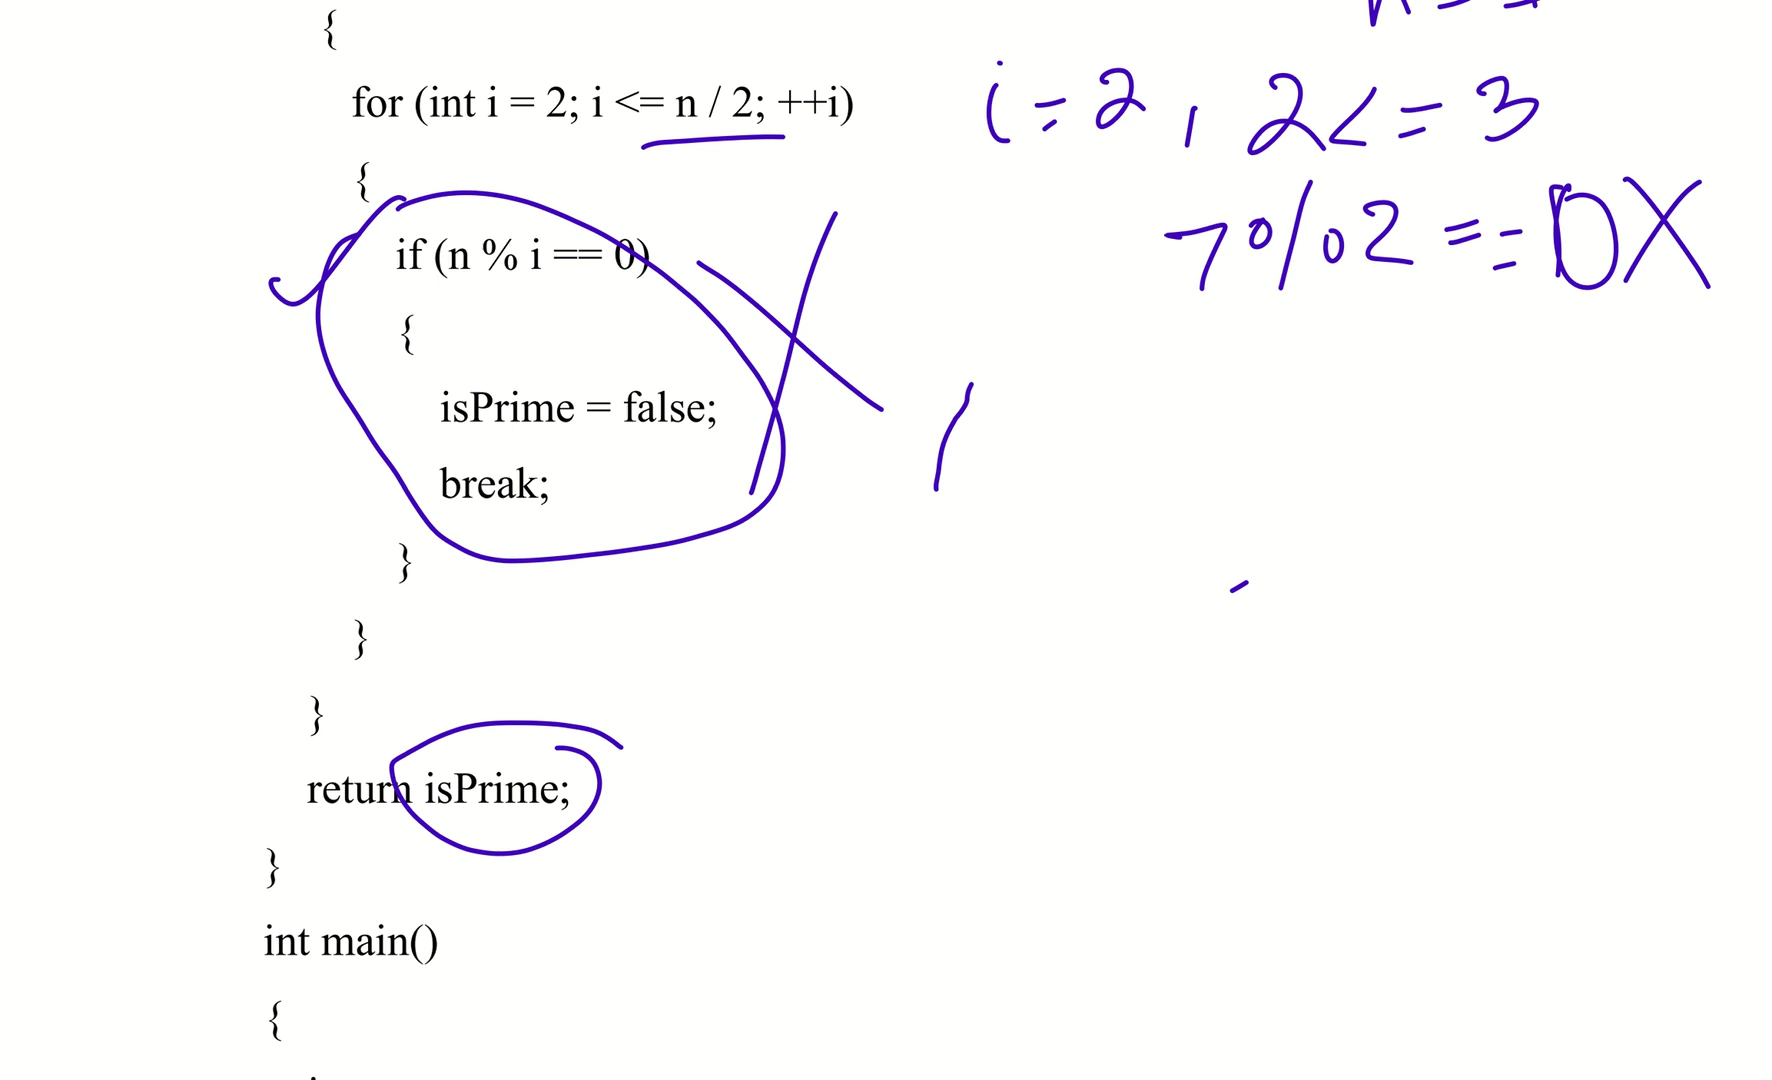 {
for (int i = 2; i <= n / 2; ++i)
i = 2, 2 <= 3
{
7 % 2 == 0 X
if (n % i == 0)
{
isPrime = false;
break;
}
}
}
return isPrime;
}
int main()
{